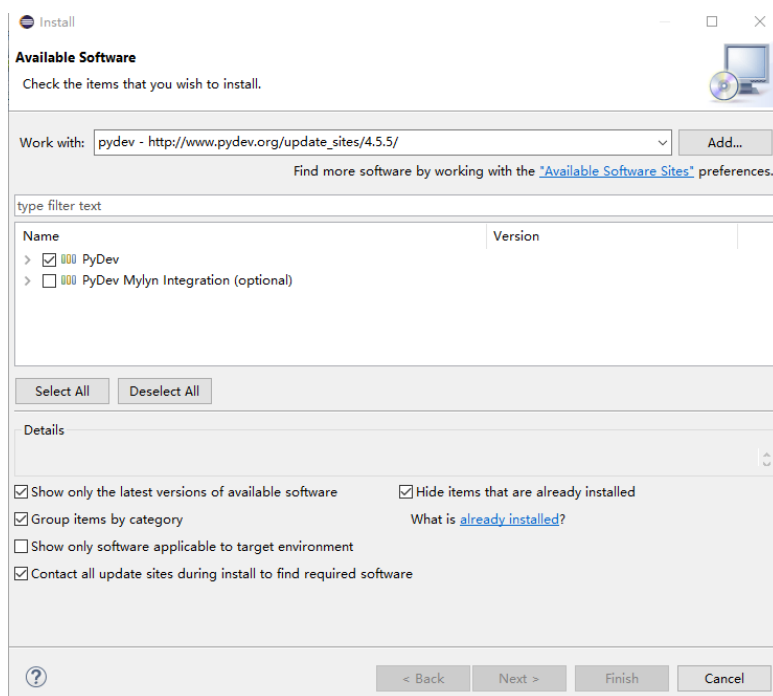 Install
Available Software
Check the items that you wish to install.
Work with: pydev - http://www.pydev.org/update_sites/4.5.5/ Add...
Find more software by working with the "Available Software Sites" preferences.
type filter text
Name Version
PyDev
PyDev Mylyn Integration (optional)
Select All Deselect All
Details
Show only the latest versions of available software Hide items that are already installed
Group items by category What is already installed?
Show only software applicable to target environment
Contact all update sites during install to find required software
? < Back Next > Finish Cancel